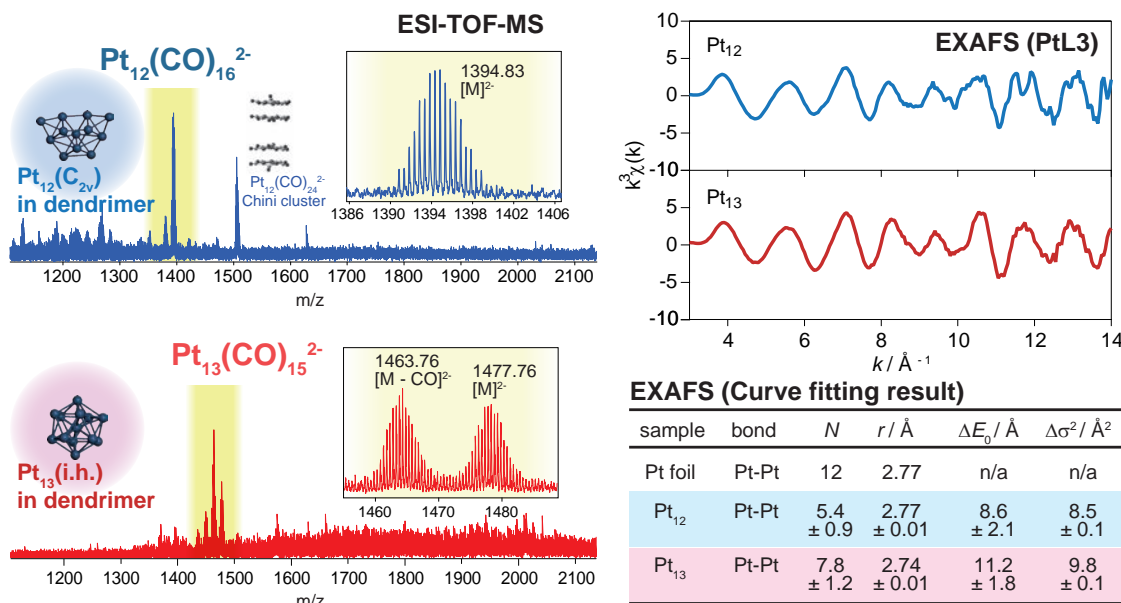 ESI-TOF-MS
Pt₁₂(CO)₁₆²⁻
1394.83
[M]²⁻
1386 1390 1394 1398 1402 1406
Pt₁₂(CO)₂₄²⁻
Chini cluster
Pt₁₂(C₂ᵥ)
in dendrimer
1200 1300 1400 1500 1600 1700 1800 1900 2000 2100
m/z
Pt₁₃(CO)₁₅²⁻
1463.76
[M - CO]²⁻
1477.76
[M]²⁻
1460 1470 1480
Pt₁₃(i.h.)
in dendrimer
1200 1300 1400 1500 1600 1700 1800 1900 2000 2100
m/z
EXAFS (PtL3)
Pt₁₂
10
5
0
-5
-10
k³χ(k)
Pt₁₃
5
0
-5
-10
4 6 8 10 12 14
k / Å ⁻¹
EXAFS (Curve fitting result)
sample bond N r / Å ΔE₀ / Å Δσ² / Å²
Pt foil Pt-Pt 12 2.77 n/a n/a
Pt₁₂ Pt-Pt 5.4 2.77 8.6 8.5
± 0.9 ± 0.01 ± 2.1 ± 0.1
Pt₁₃ Pt-Pt 7.8 2.74 11.2 9.8
± 1.2 ± 0.01 ± 1.8 ± 0.1